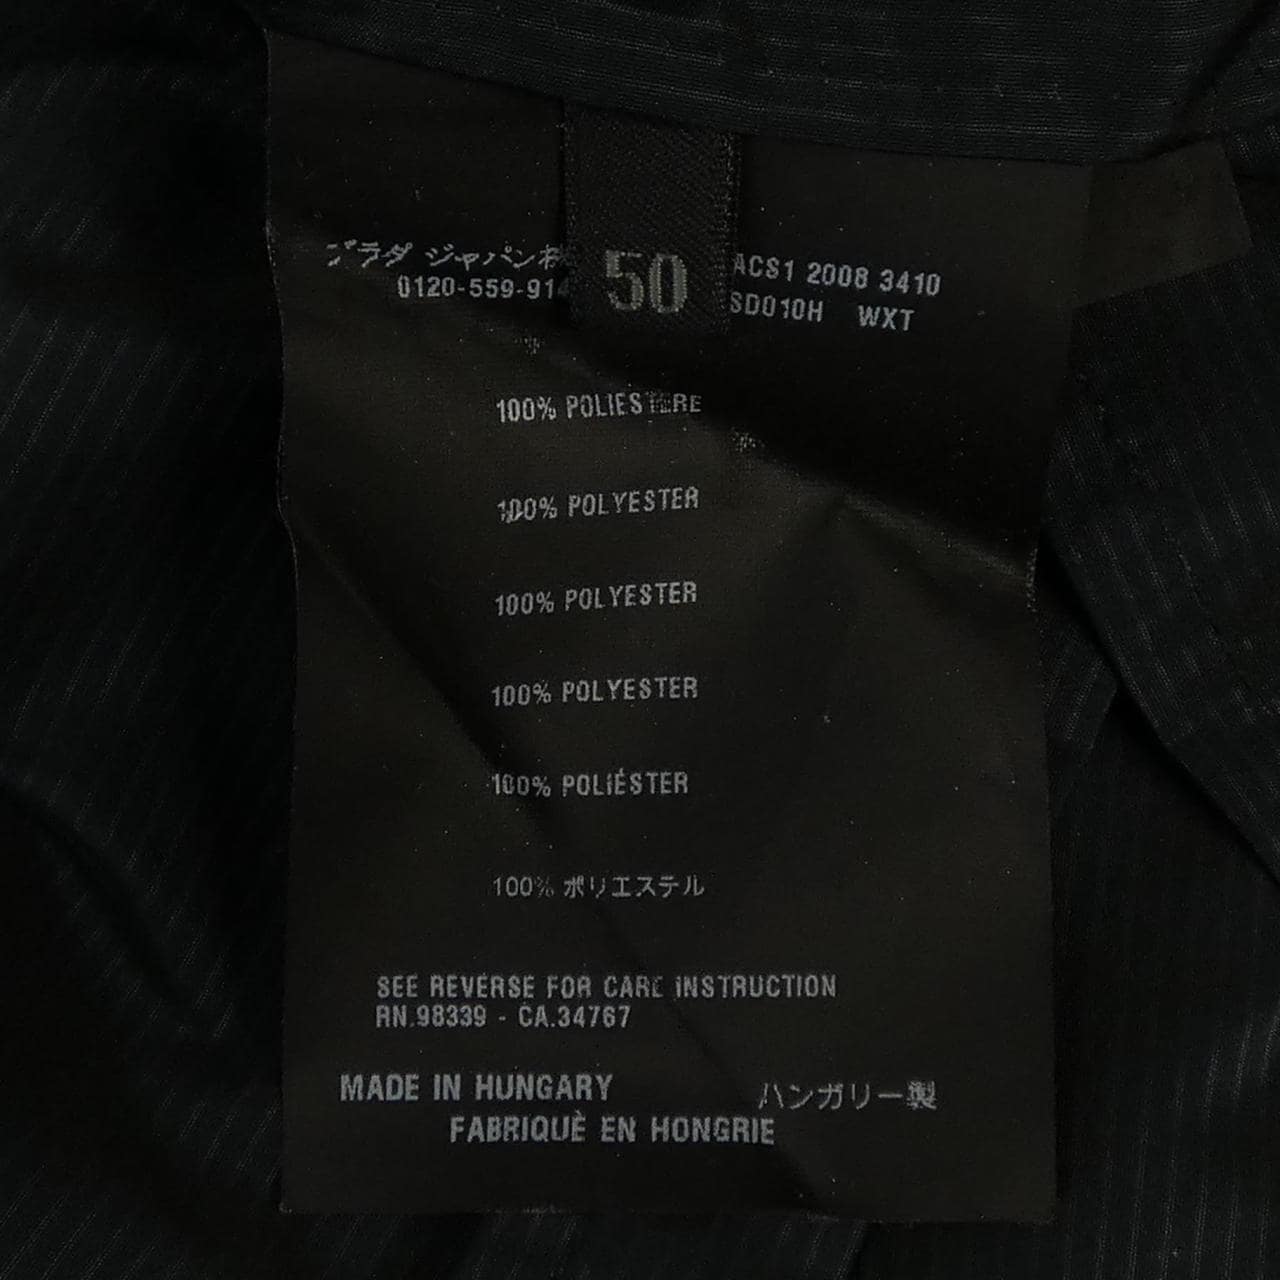 プラダ ジャパン株
0120-559-914
50
ACS1 2008 3410
SD010H WXT
100% POLIESTERE
100% POLYESTER
100% POLYESTER
100% POLYESTER
100% POLIÉSTER
100% ポリエステル
SEE REVERSE FOR CARE INSTRUCTION
RN.98339 - CA.34767
MADE IN HUNGARY
ハンガリー製
FABRIQUÈ EN HONGRIE